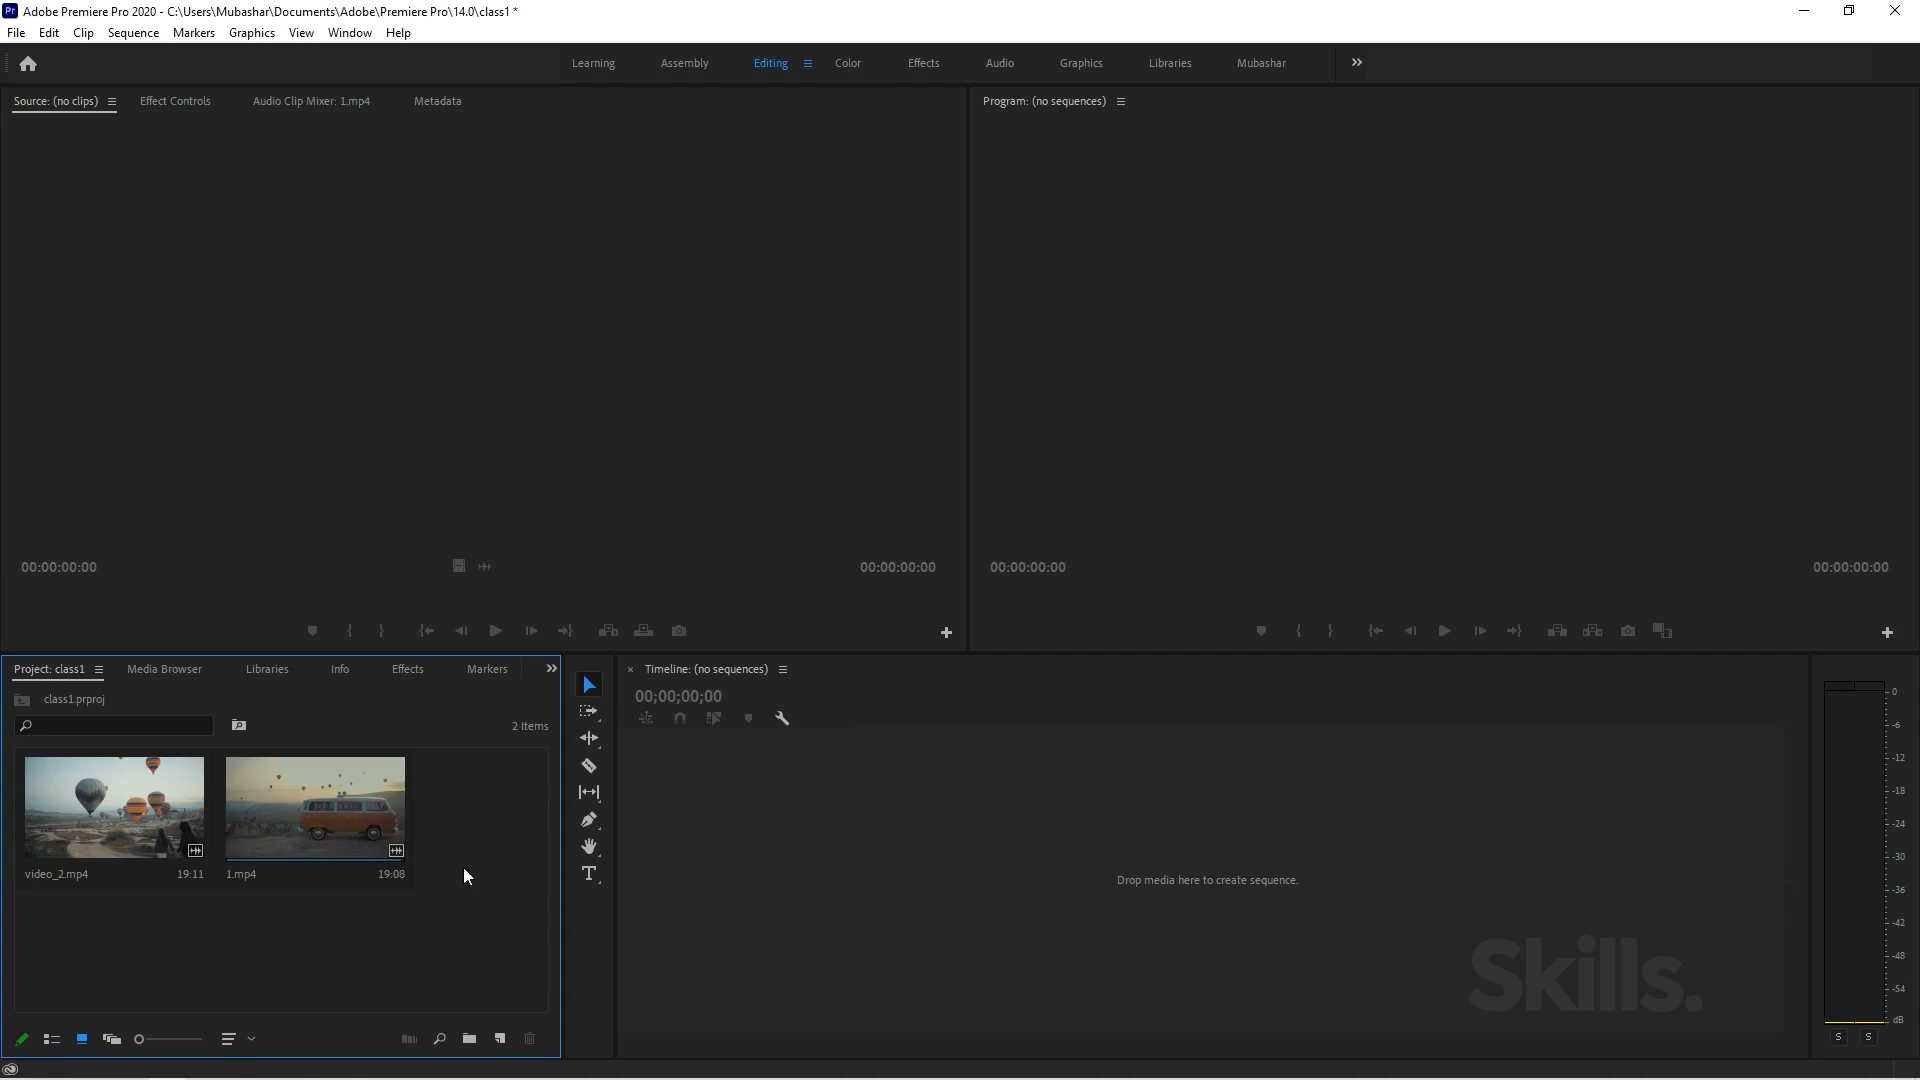 Adobe Premiere Pro 2020 - C:\Users\Mubashar\Documents\Adobe\Premiere Pro\14.0\class1 *
File Edit Clip Sequence Markers Graphics View Window Help
Learning Assembly Editing Color Effects Audio Graphics Libraries Mubashar
Source: (no clips) Effect Controls Audio Clip Mixer: 1.mp4 Metadata
Program: (no sequences)
00:00:00:00 00:00:00:00
00:00:00:00 00:00:00:00
Project: class1 Media Browser Libraries Info Effects Markers
class1.prproj
2 Items
video_2.mp4 19:11
1.mp4 19:08
Timeline: (no sequences)
00;00;00;00
Drop media here to create sequence.
Skills.
0
-6
-12
-18
-24
-30
-36
-42
-48
-54
dB
S S